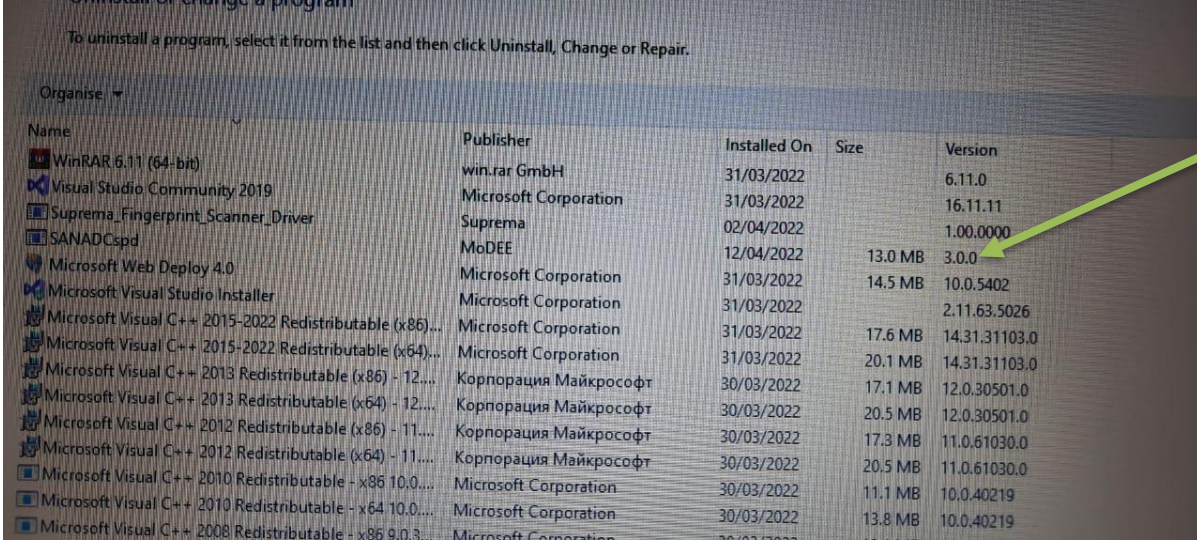 Uninstall or change a program
To uninstall a program, select it from the list and then click Uninstall, Change or Repair.
Organise
Name Publisher Installed On Size Version
WinRAR 6.11 (64-bit) win.rar GmbH 31/03/2022 6.11.0
Visual Studio Community 2019 Microsoft Corporation 31/03/2022 16.11.11
Suprema_Fingerprint_Scanner_Driver Suprema 02/04/2022 1.00.0000
SANADCspd MoDEE 12/04/2022 13.0 MB 3.0.0
Microsoft Web Deploy 4.0 Microsoft Corporation 31/03/2022 14.5 MB 10.0.5402
Microsoft Visual Studio Installer Microsoft Corporation 31/03/2022 2.11.63.5026
Microsoft Visual C++ 2015-2022 Redistributable (x86)... Microsoft Corporation 31/03/2022 17.6 MB 14.31.31103.0
Microsoft Visual C++ 2015-2022 Redistributable (x64)... Microsoft Corporation 31/03/2022 20.1 MB 14.31.31103.0
Microsoft Visual C++ 2013 Redistributable (x86) - 12.... Корпорация Майкрософт 30/03/2022 17.1 MB 12.0.30501.0
Microsoft Visual C++ 2013 Redistributable (x64) - 12.... Корпорация Майкрософт 30/03/2022 20.5 MB 12.0.30501.0
Microsoft Visual C++ 2012 Redistributable (x86) - 11.... Корпорация Майкрософт 30/03/2022 17.3 MB 11.0.61030.0
Microsoft Visual C++ 2012 Redistributable (x64) - 11.... Корпорация Майкрософт 30/03/2022 20.5 MB 11.0.61030.0
Microsoft Visual C++ 2010 Redistributable - x86 10.0.... Microsoft Corporation 30/03/2022 11.1 MB 10.0.40219
Microsoft Visual C++ 2010 Redistributable - x64 10.0.... Microsoft Corporation 30/03/2022 13.8 MB 10.0.40219
Microsoft Visual C++ 2008 Redistributable - x86 9.0.3... Microsoft Corporation